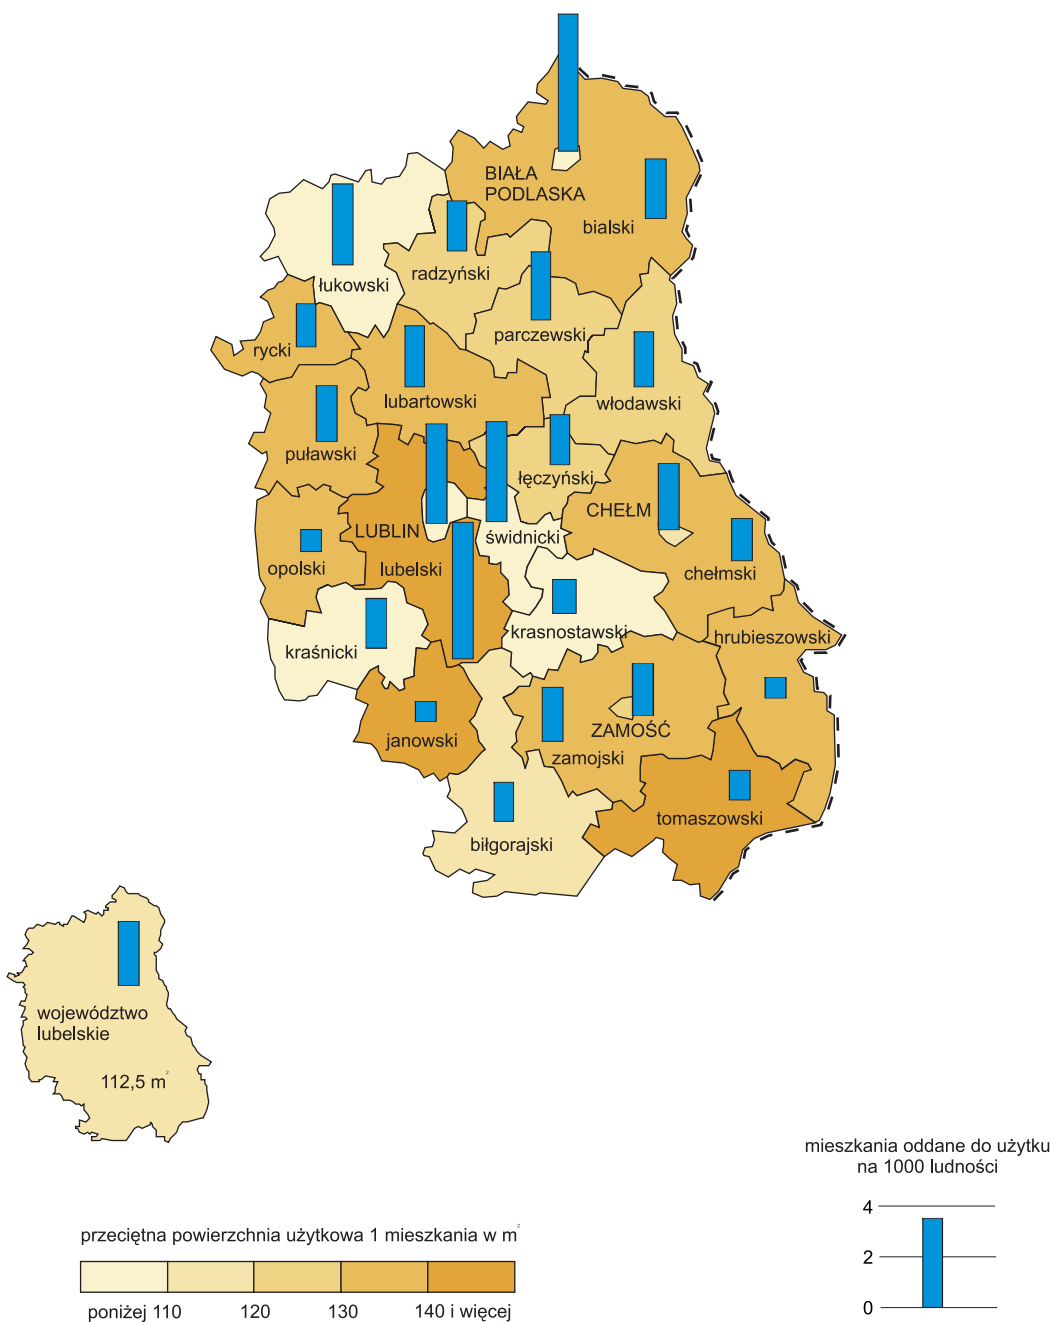 BIAŁA
PODLASKA
bialski
łukowski
radzyński
parczewski
rycki
lubartowski
włodawski
puławski
łęczyński
CHEŁM
LUBLIN
świdnicki
opolski
lubelski
chełmski
krasnostawski
hrubieszowski
kraśnicki
ZAMOŚĆ
janowski
zamojski
tomaszowski
biłgorajski
województwo
lubelskie
112,5 m²
mieszkania oddane do użytku
na 1000 ludności
4
2
0
przeciętna powierzchnia użytkowa 1 mieszkania w m²
poniżej 110 120 130 140 i więcej